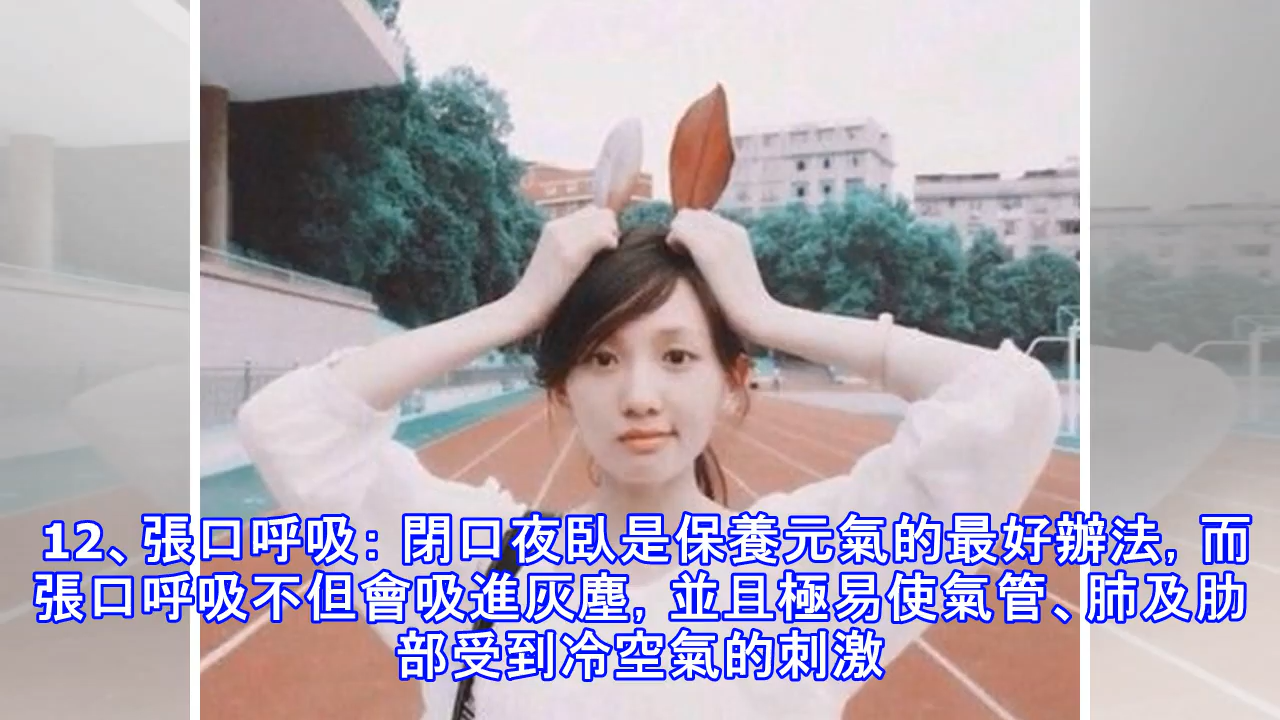 12、張口呼吸: 閉口夜臥是保養元氣的最好辦法, 而
張口呼吸不但會吸進灰塵, 並且極易使氣管、肺及肋
部受到冷空氣的刺激